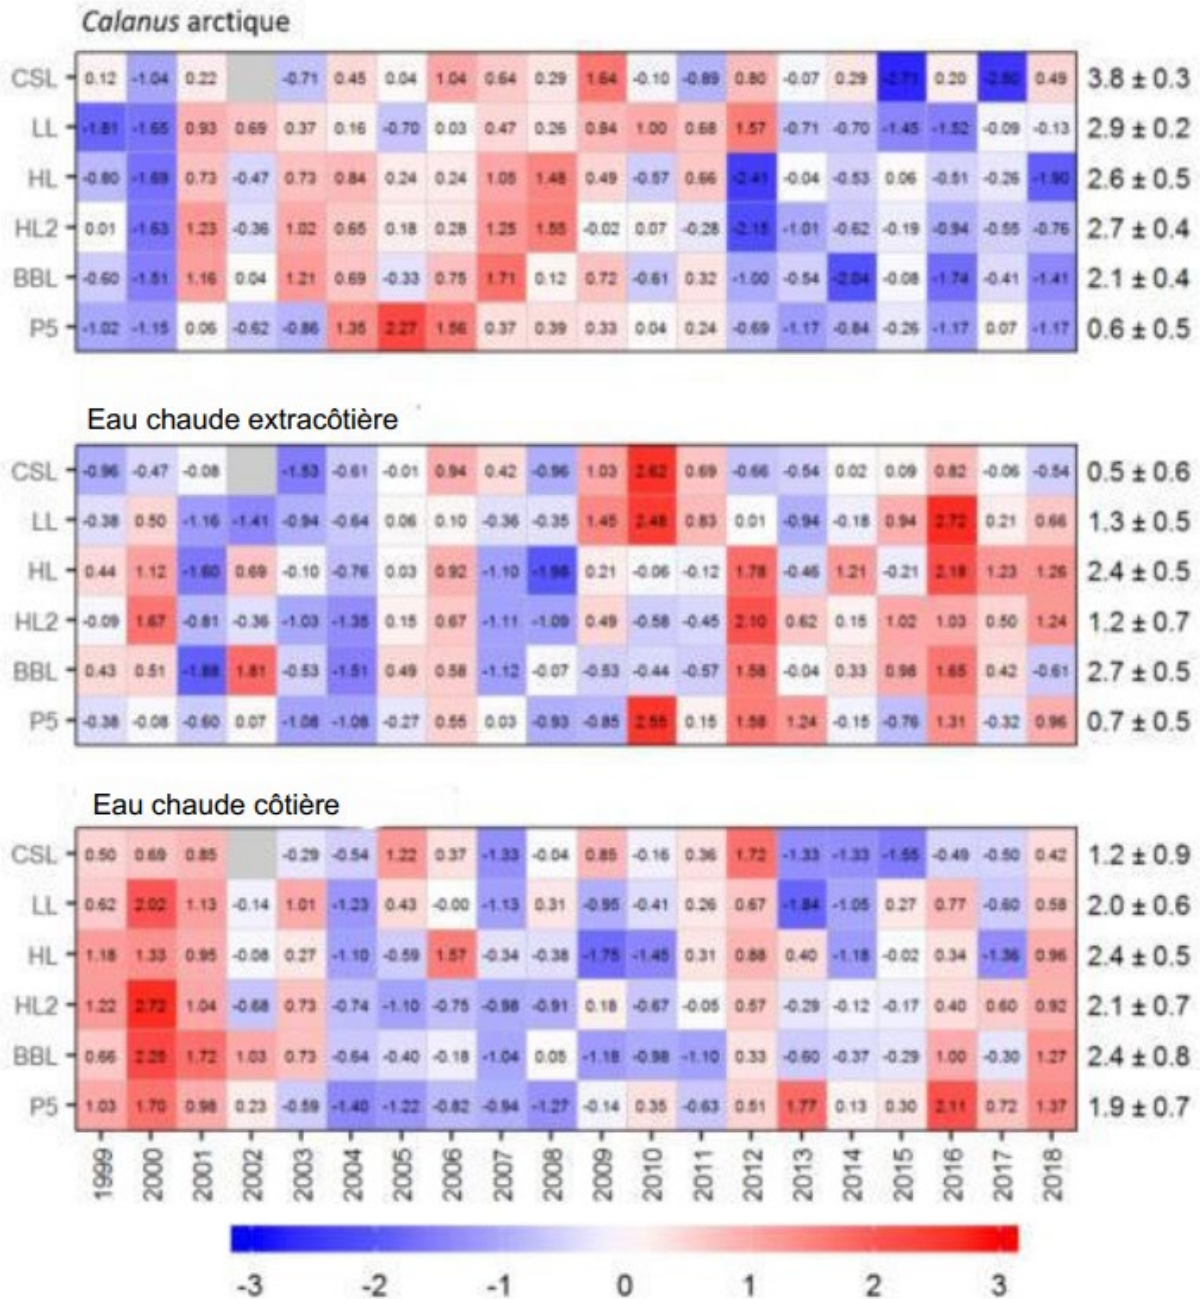 Calanus arctique
CSL 0.12 -1.04 0.22 -0.71 0.45 0.04 1.04 0.64 0.29 1.64 -0.10 -0.89 0.80 -0.07 0.29 -2.71 0.20 0.49 3.8 ± 0.3
LL -1.81 -1.65 0.93 0.69 0.37 0.16 -0.70 0.03 0.47 0.26 0.84 1.00 0.68 1.57 -0.71 -0.70 -1.45 -1.52 -0.09 -0.13 2.9 ± 0.2
HL -0.80 -1.69 0.73 -0.47 0.73 0.84 0.24 0.24 1.05 1.48 0.49 -0.57 0.66 -2.41 -0.04 -0.53 0.06 -0.51 -0.26 -1.90 2.6 ± 0.5
HL2 0.01 -1.63 1.23 -0.36 1.02 0.65 0.18 0.28 1.25 1.55 -0.02 0.07 -0.28 -2.15 -1.01 -0.62 -0.19 -0.94 -0.55 -0.76 2.7 ± 0.4
BBL -0.60 -1.51 1.16 0.04 1.21 0.69 -0.33 0.75 1.71 0.12 0.72 -0.61 0.32 -1.00 -0.54 -2.04 -0.08 -1.74 -0.41 -1.41 2.1 ± 0.4
P5 -1.02 -1.15 0.06 -0.62 -0.86 1.35 2.27 1.56 0.37 0.39 0.33 0.04 0.24 -0.69 -1.17 -0.84 -0.26 -1.17 0.07 -1.17 0.6 ± 0.5
Eau chaude extracôtière
CSL -0.96 -0.47 -0.08 -1.53 -0.61 -0.01 0.94 0.42 -0.96 1.03 2.62 0.69 -0.66 -0.54 0.02 0.09 0.82 -0.06 -0.54 0.5 ± 0.6
LL -0.38 0.50 -1.16 -1.41 -0.94 -0.64 0.06 0.10 -0.36 -0.35 1.45 2.48 0.83 0.01 -0.94 -0.18 0.94 2.72 0.21 0.66 1.3 ± 0.5
HL 0.44 1.12 -1.60 0.69 -0.10 -0.76 0.03 0.92 -1.10 -1.98 0.21 -0.06 -0.12 1.78 -0.46 1.21 -0.21 2.18 1.23 1.26 2.4 ± 0.5
HL2 -0.09 1.67 -0.81 -0.36 -1.03 -1.35 0.15 0.67 -1.11 -1.09 0.49 -0.58 -0.45 2.10 0.62 0.15 1.02 1.03 0.50 1.24 1.2 ± 0.7
BBL 0.43 0.51 -1.88 1.81 -0.53 -1.51 0.49 0.58 -1.12 -0.07 -0.53 -0.44 -0.57 1.58 -0.04 0.33 0.98 1.65 0.42 -0.61 2.7 ± 0.5
P5 -0.38 -0.08 -0.60 0.07 -1.08 -1.08 -0.27 0.55 0.03 -0.93 -0.85 2.55 0.15 1.58 1.24 -0.15 -0.76 1.31 -0.32 0.96 0.7 ± 0.5
Eau chaude côtière
CSL 0.50 0.69 0.85 -0.29 -0.54 1.22 0.37 -1.33 -0.04 0.85 -0.16 0.36 1.72 -1.33 -1.33 -1.55 -0.49 -0.50 0.42 1.2 ± 0.9
LL 0.62 2.02 1.13 -0.14 1.01 -1.23 0.43 -0.00 -1.13 0.31 -0.95 -0.41 0.26 0.67 -1.84 -1.05 0.27 0.77 -0.60 0.58 2.0 ± 0.6
HL 1.18 1.33 0.95 -0.08 0.27 -1.10 -0.59 1.57 -0.34 -0.38 -1.75 -1.45 0.31 0.88 0.40 -1.18 -0.02 0.34 -1.36 0.96 2.4 ± 0.5
HL2 1.22 2.72 1.04 -0.68 0.73 -0.74 -1.10 -0.75 -0.98 -0.91 0.18 -0.67 -0.05 0.57 -0.29 -0.12 -0.17 0.40 0.60 0.92 2.1 ± 0.7
BBL 0.66 2.25 1.72 1.03 0.73 -0.64 -0.40 -0.18 -1.04 0.05 -1.18 -0.98 -1.10 0.33 -0.60 -0.37 -0.29 1.00 -0.30 1.27 2.4 ± 0.8
P5 1.03 1.70 0.98 0.23 -0.59 -1.40 -1.22 -0.82 -0.94 -1.27 -0.14 0.35 -0.63 0.51 1.77 0.13 0.30 2.11 0.72 1.37 1.9 ± 0.7
1999 2000 2001 2002 2003 2004 2005 2006 2007 2008 2009 2010 2011 2012 2013 2014 2015 2016 2017 2018
-3 -2 -1 0 1 2 3